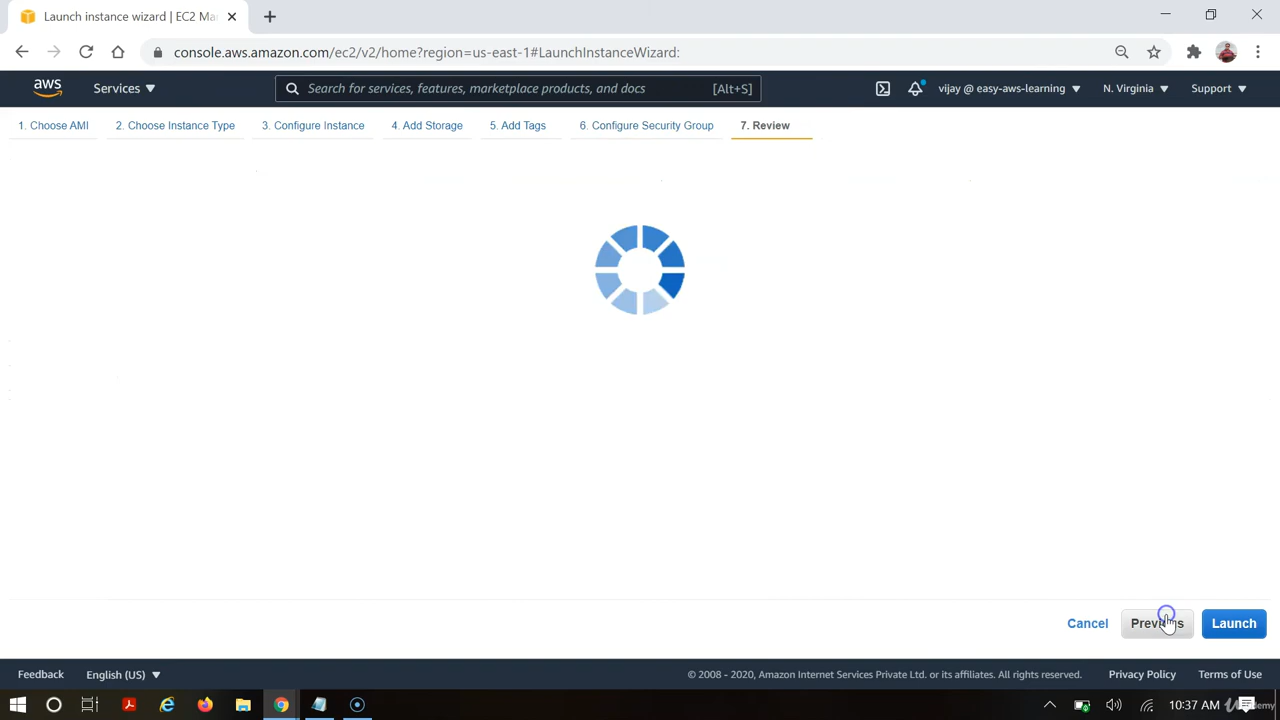 Launch instance wizard | EC2 Ma
console.aws.amazon.com/ec2/v2/home?region=us-east-1#LaunchInstanceWizard:
aws
Services
Search for services, features, marketplace products, and docs
[Alt+S]
vijay @ easy-aws-learning
N. Virginia
Support
1. Choose AMI
2. Choose Instance Type
3. Configure Instance
4. Add Storage
5. Add Tags
6. Configure Security Group
7. Review
Cancel
Previous
Launch
Feedback
English (US)
© 2008 - 2020, Amazon Internet Services Private Ltd. or its affiliates. All rights reserved.
Privacy Policy
Terms of Use
10:37 AM